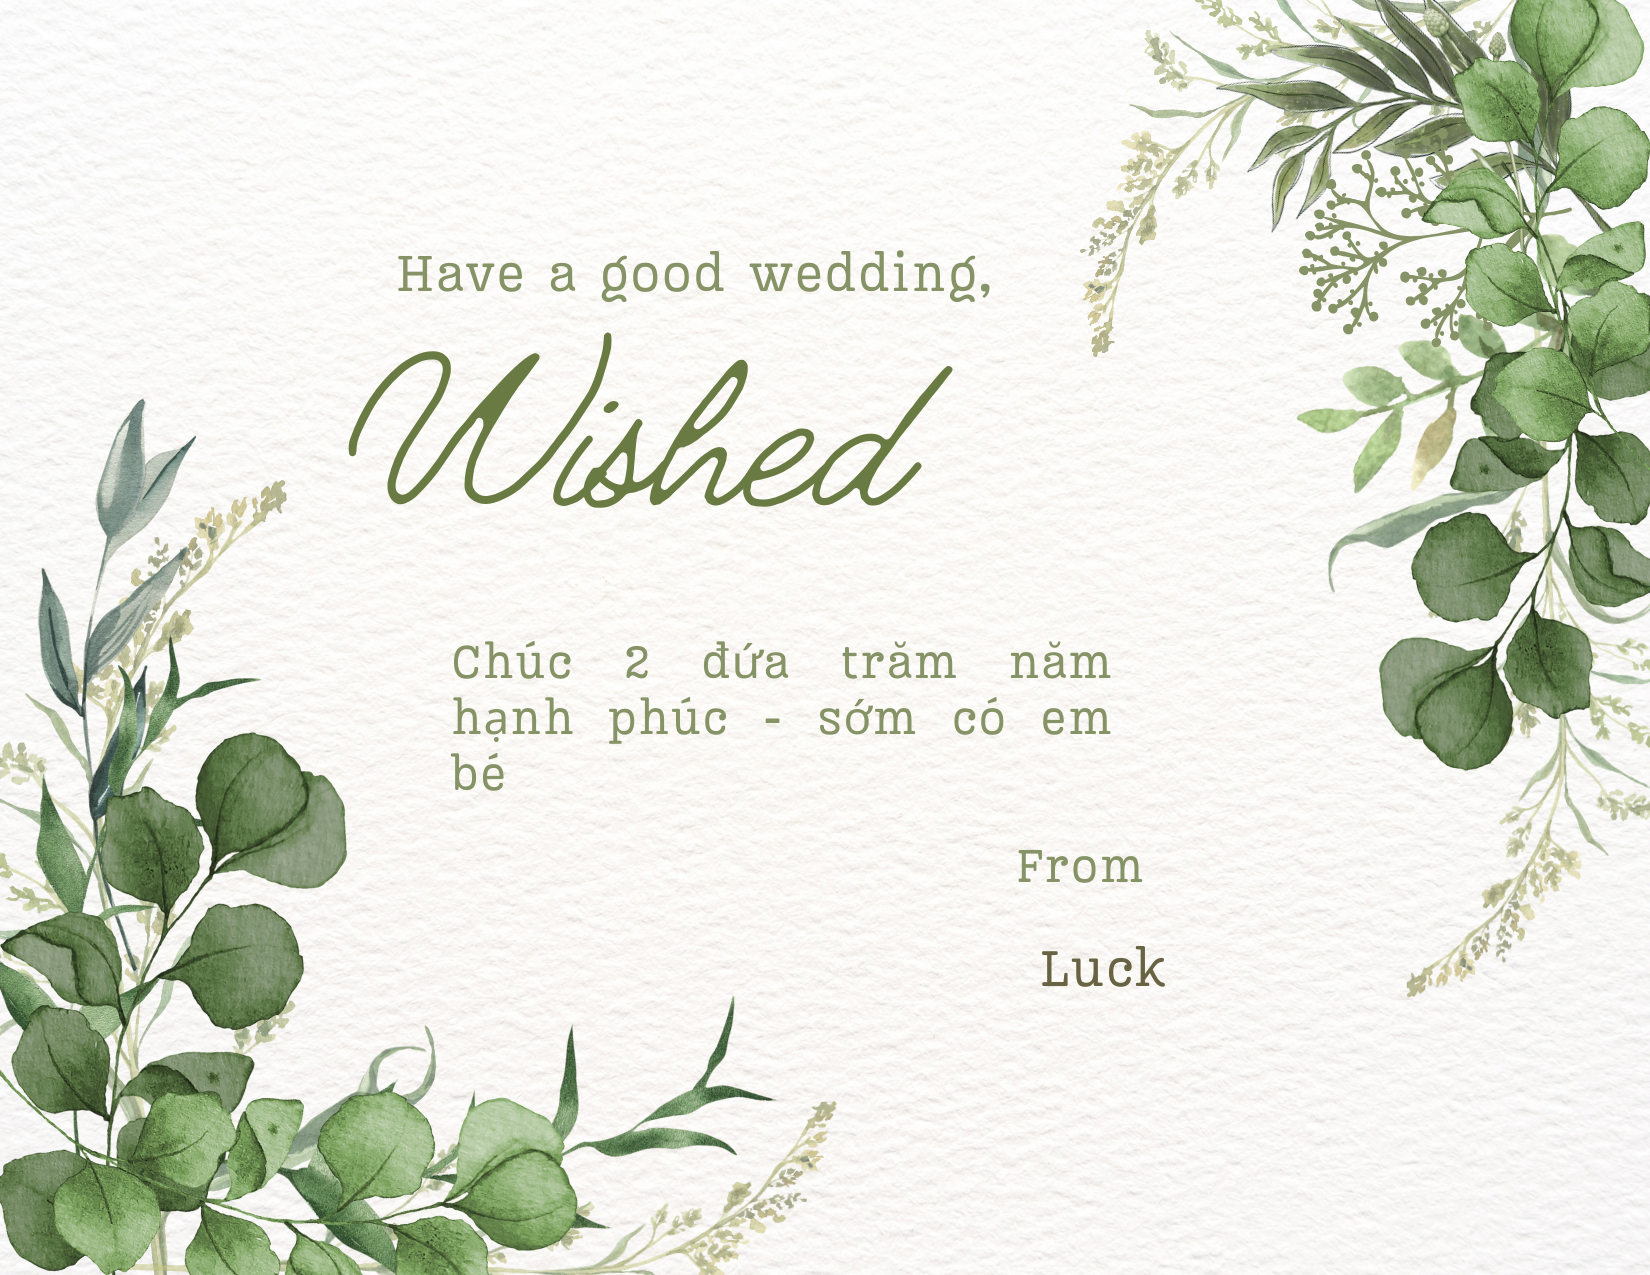 Have a good wedding,
Wished
Chúc 2 đứa trăm năm
hạnh phúc - sớm có em
bé
From
Luck